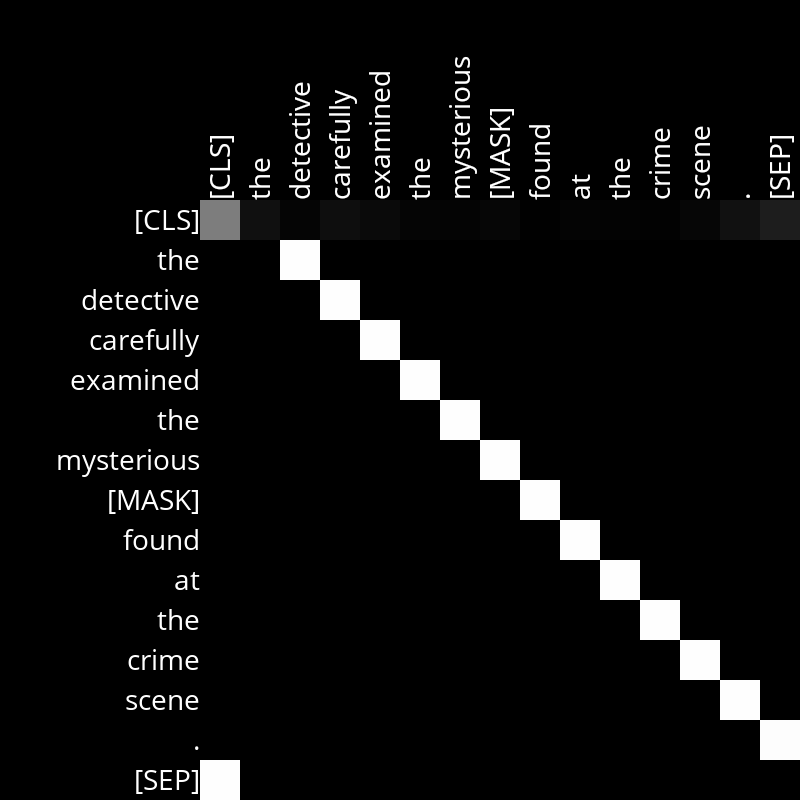 [CLS] the detective carefully examined the mysterious [MASK] found at the crime scene . [SEP]
[CLS]
the
detective
carefully
examined
the
mysterious
[MASK]
found
at
the
crime
scene
.
[SEP]